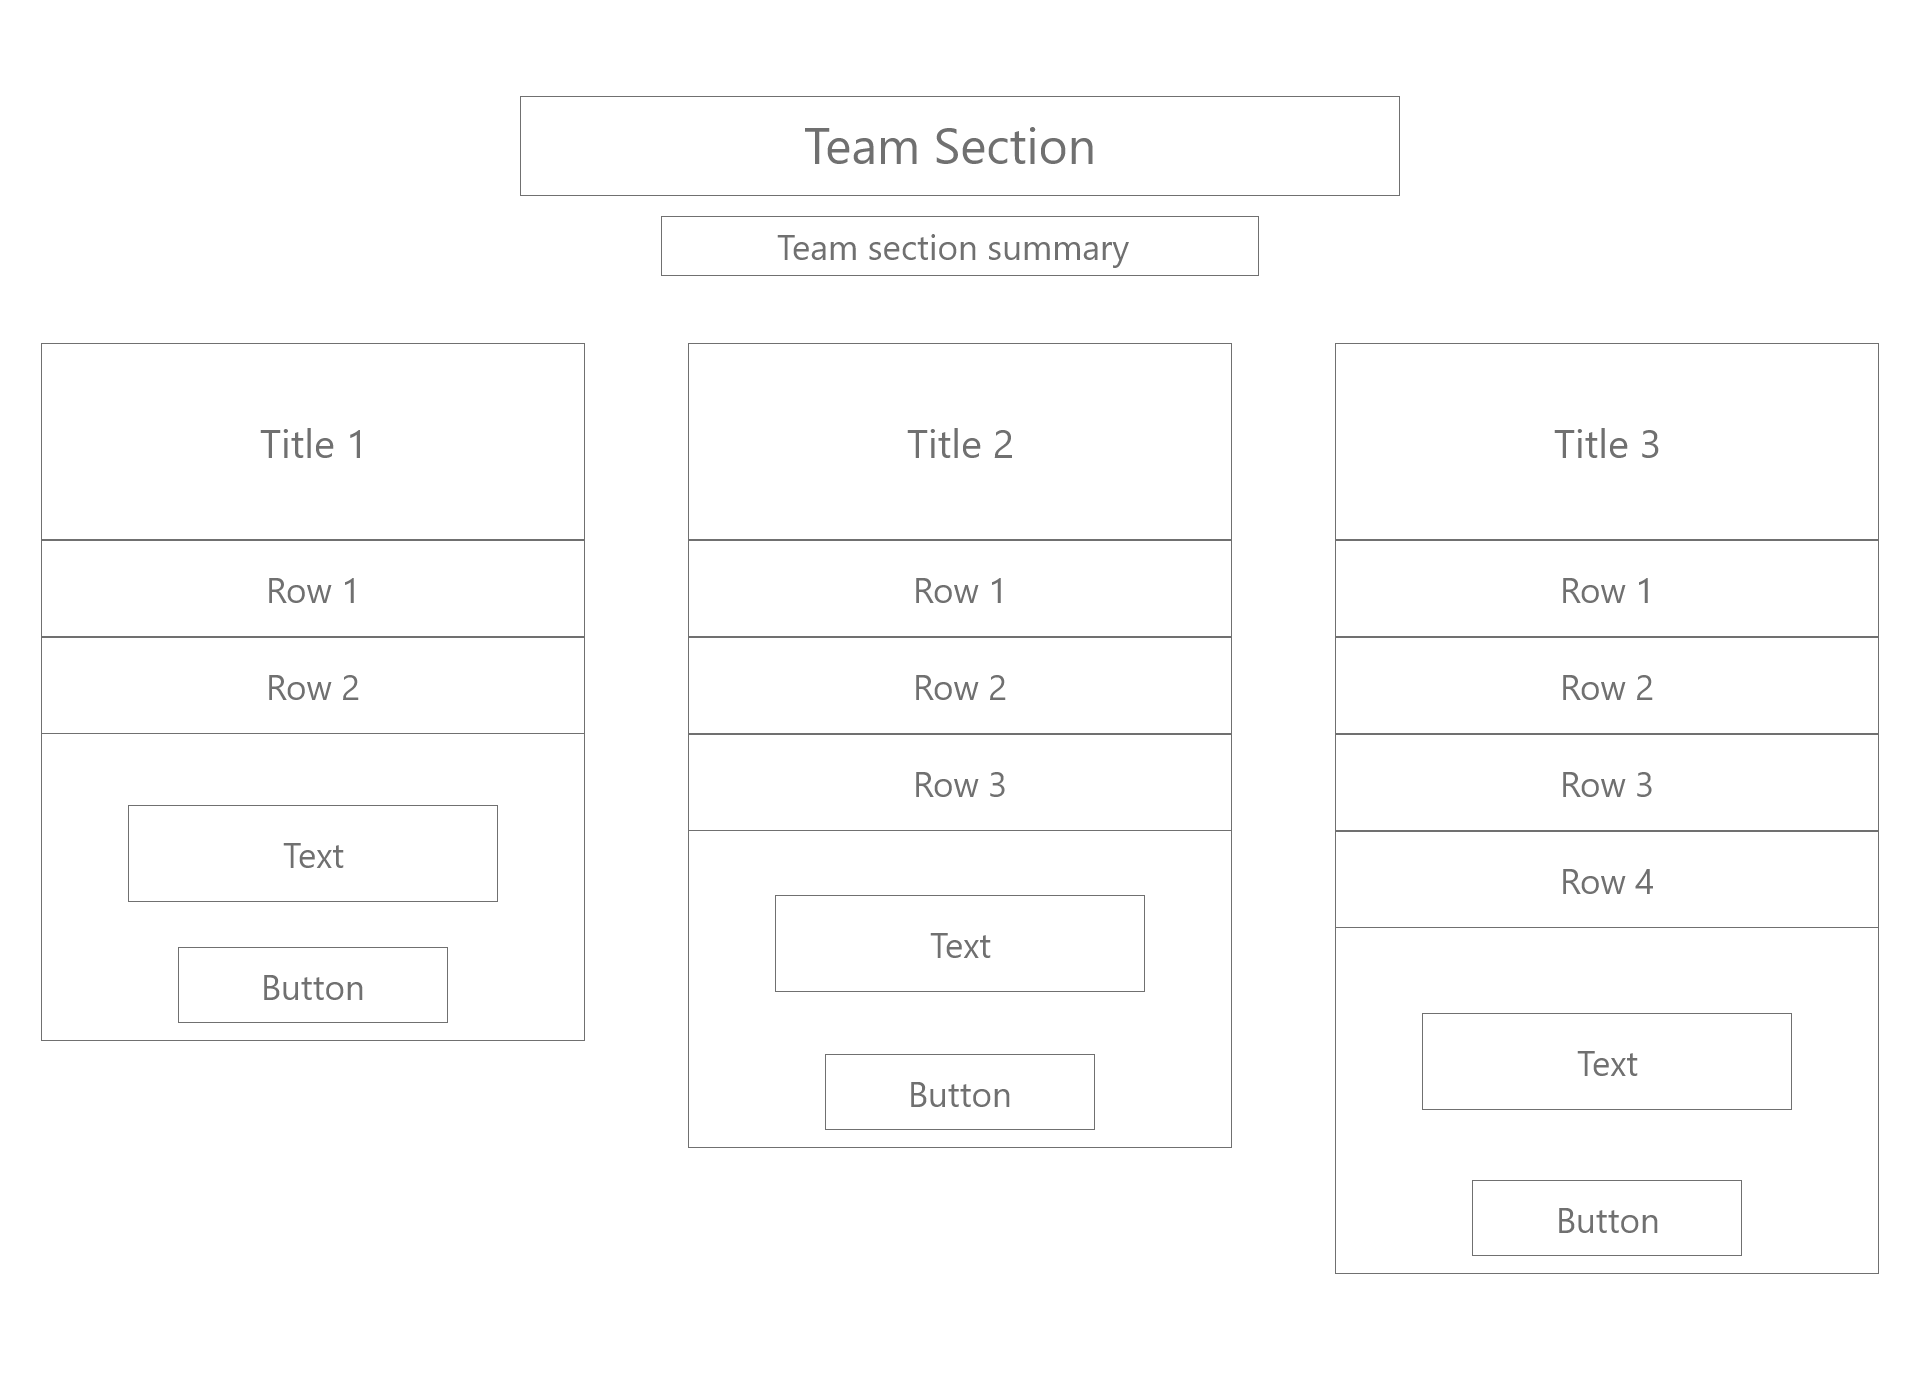 Team Section
Team section summary
Title 1
Row 1
Row 2
Text
Button
Title 2
Row 1
Row 2
Row 3
Text
Button
Title 3
Row 1
Row 2
Row 3
Row 4
Text
Button